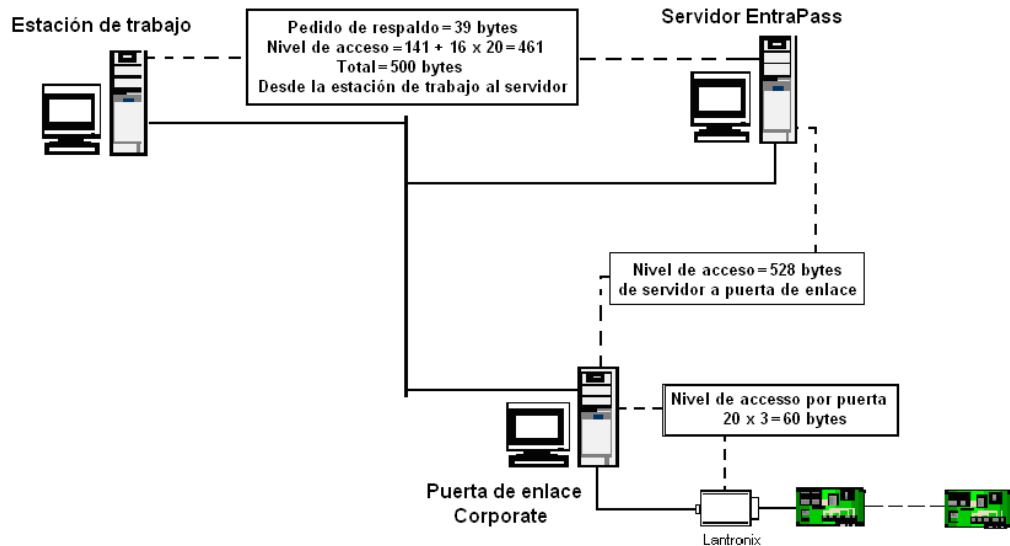 Estación de trabajo
Pedido de respaldo = 39 bytes
Nivel de acceso = 141 + 16 x 20 = 461
Total = 500 bytes
Desde la estación de trabajo al servidor
Servidor EntraPass
Nivel de acceso = 528 bytes
de servidor a puerta de enlace
Nivel de accesso por puerta
20 x 3 = 60 bytes
Puerta de enlace
Corporate
Lantronix